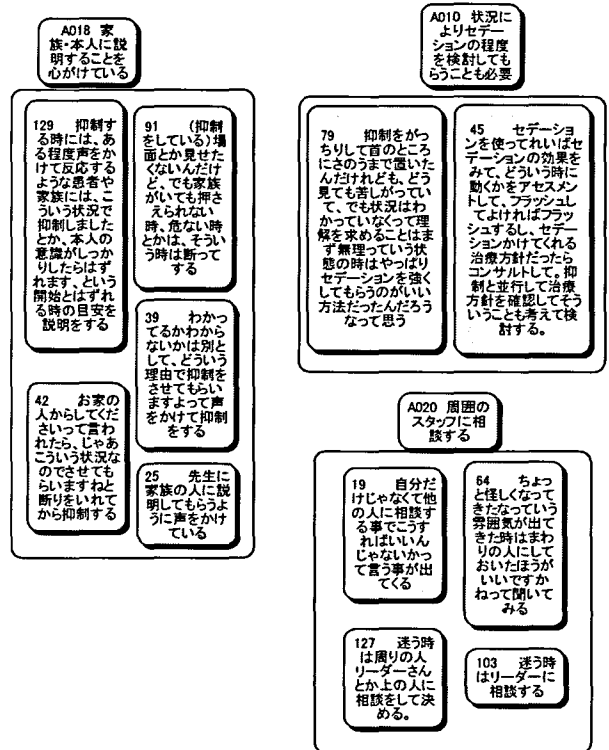 A018 家
族・本人に説
明することを
心がけている
129 抑制す
る時には、あ
る程度声をか
けて反応する
ような患者や
家族には、こ
ういう状況で
抑制しました
とか、本人の
意識がしっか
りしたらはず
れます、という
開始とはずれ
る時の目安を
説明をする
91 (抑制
をしている)場
面とか見せた
くないんだけ
ど、でも家族
がいても押さ
えられない
時、危ない時
とかは、そうい
う時は断って
する
39 わかっ
てるかわから
ないかは別と
して、どういう
理由で抑制を
させてもらい
ますよって声
をかけて抑制
をする
42 お家の
人からしてくだ
さいって言わ
れたら、じゃあ
こういう状況な
のでさせても
らいますねと
断りをいれて
から抑制する
25 先生に
家族の人に説
明してもらうよ
うに声をかけ
ている
A010 状況に
よりセデー
ションの程度
を検討しても
らうことも必要
79 抑制をがっ
ちりして首のところ
にさのうまで置いた
んだけれども、どう
見ても苦しがってい
て、でも状況はわ
かっていなくって理
解を求めることはま
ず無理っていう状
態の時はやっぱり
セデーションを強く
してもらうのがいい
方法だったんだろう
なって思う
45 セデーショ
ンを使ってれいばセ
デーションの効果を
みて、どういう時に
動くかをアセスメン
トして、フラッシュし
てよければフラッ
シュするし、セデー
ションかけてくれる
治療方針だったら
コンサルトして。抑
制と並行して治療
方針を確認してそう
いうことも考えて検
討する。
A020 周囲の
スタッフに相
談する
19 自分だ
けじゃなくて他
の人に相談す
る事でこうす
ればいいん
じゃないかっ
て言う事が出
てくる
64 ちょっ
と怪しくなって
きたなっていう
雰囲気が出て
きた時はまわ
りの人にして
おいたほうが
いいですか
ねって聞いて
みる
127 迷う時
は周りの人
リーダーさん
とか上の人に
相談をして決
める。
103 迷う時
はリーダーに
相談する